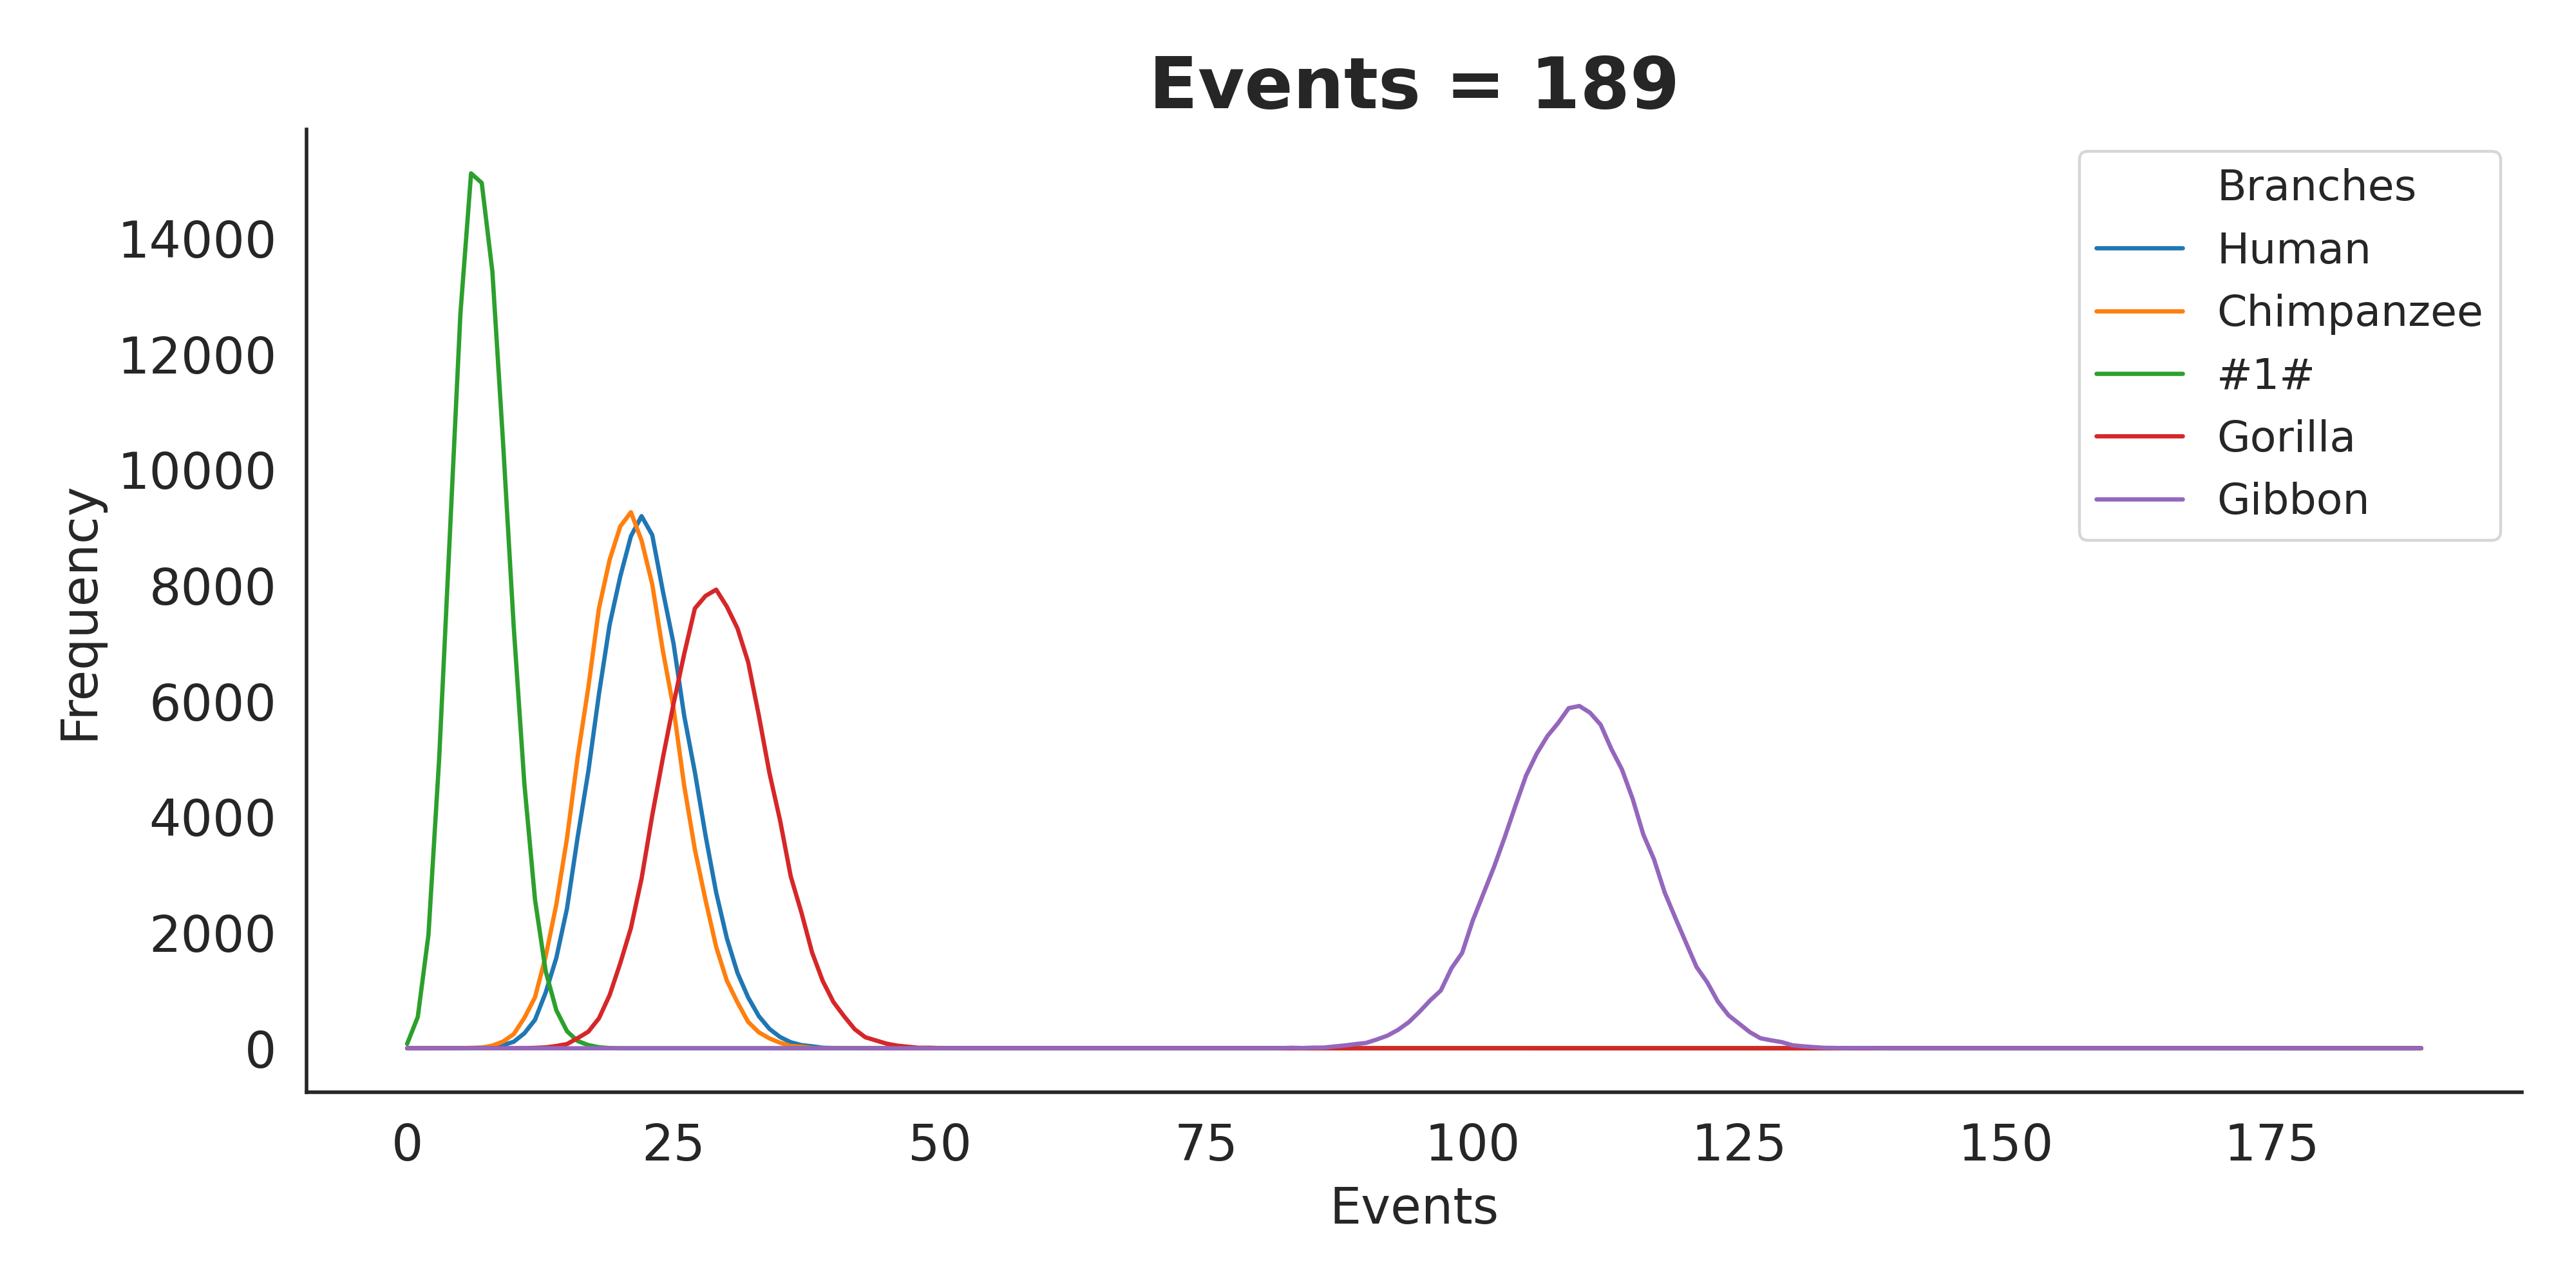 Events = 189
Branches
Human
Chimpanzee
#1#
Gorilla
Gibbon
Frequency
14000
12000
10000
8000
6000
4000
2000
0
0 25 50 75 100 125 150 175
Events